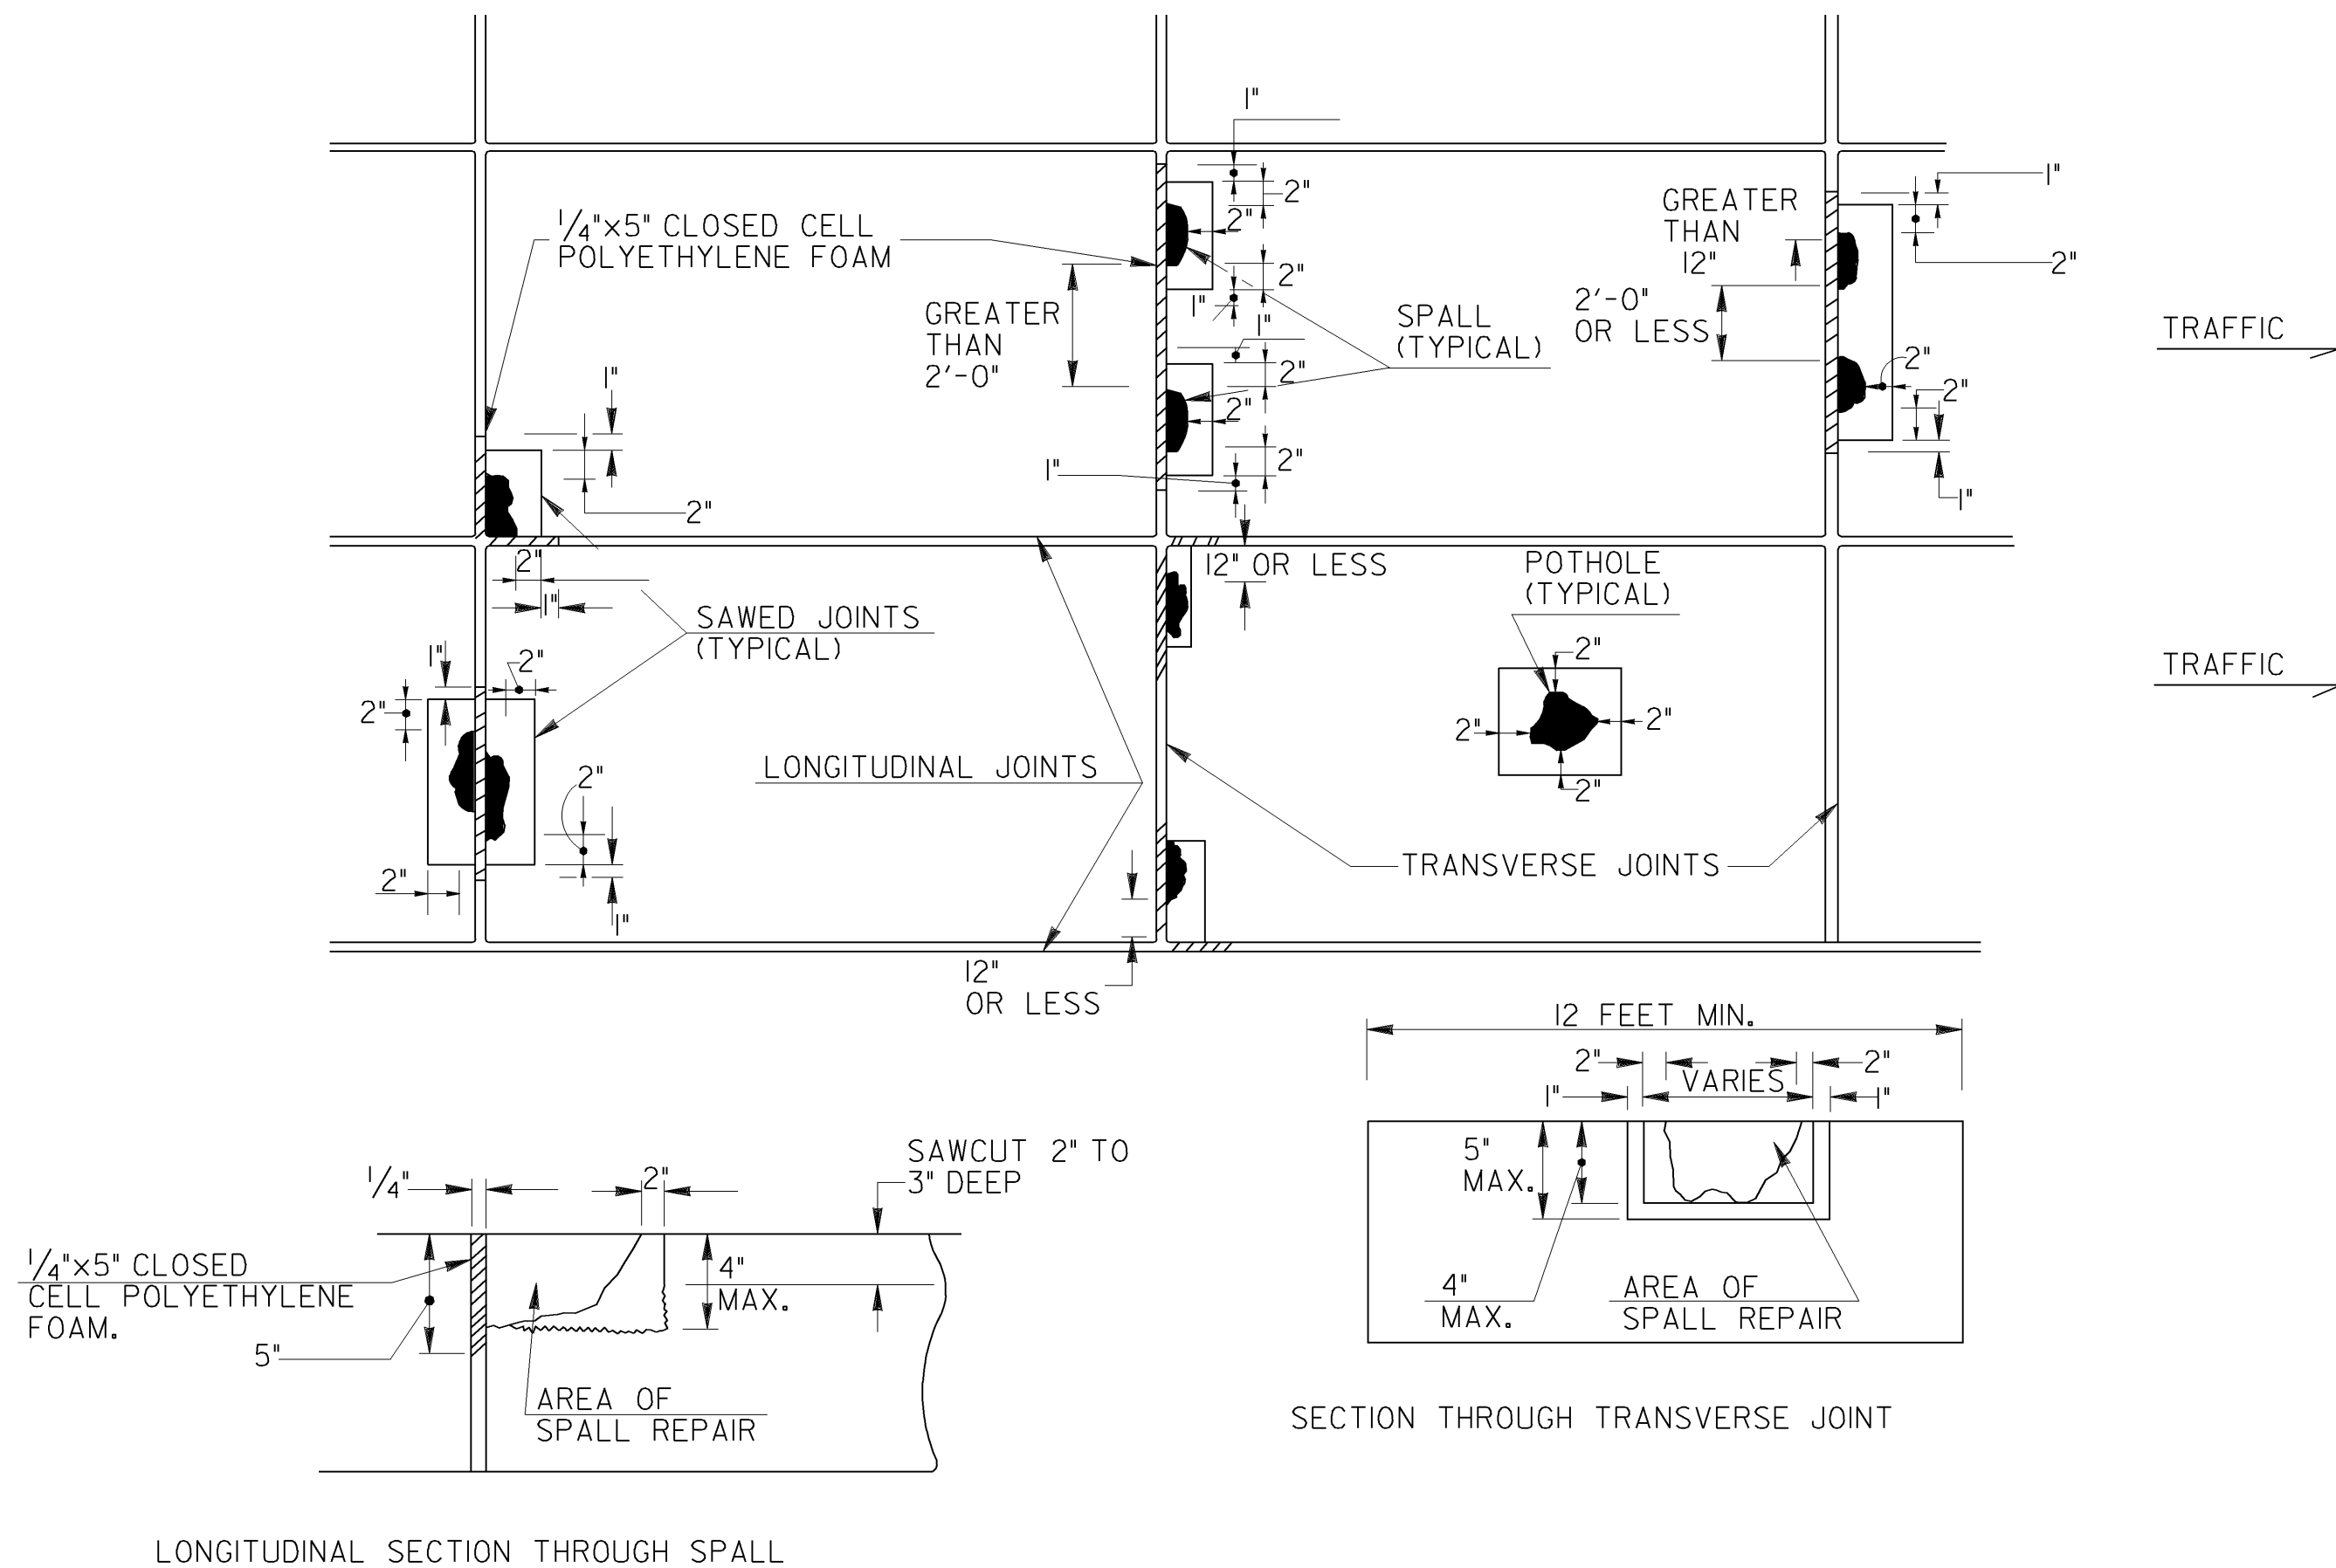 1"
1"
2"
GREATER
THAN
12"
1/4"x5" CLOSED CELL
POLYETHYLENE FOAM
2"
2"
2"
1"
GREATER
THAN
2'-0"
1"
SPALL
(TYPICAL)
2'-0"
OR LESS
TRAFFIC
2"
2"
2"
1"
2"
2"
1"
1"
2"
2"
1"
12" OR LESS
POTHOLE
(TYPICAL)
SAWED JOINTS
(TYPICAL)
1"
2"
2"
2"
TRAFFIC
2"
2"
2"
LONGITUDINAL JOINTS
2"
TRANSVERSE JOINTS
2"
1"
12"
OR LESS
12 FEET MIN.
2"
2"
VARIES
1"
1"
SAWCUT 2" TO
3" DEEP
5"
MAX.
1/4"
2"
1/4"x5" CLOSED
CELL POLYETHYLENE
FOAM.
4"
MAX.
5"
4"
MAX.
AREA OF
SPALL REPAIR
AREA OF
SPALL REPAIR
SECTION THROUGH TRANSVERSE JOINT
LONGITUDINAL SECTION THROUGH SPALL